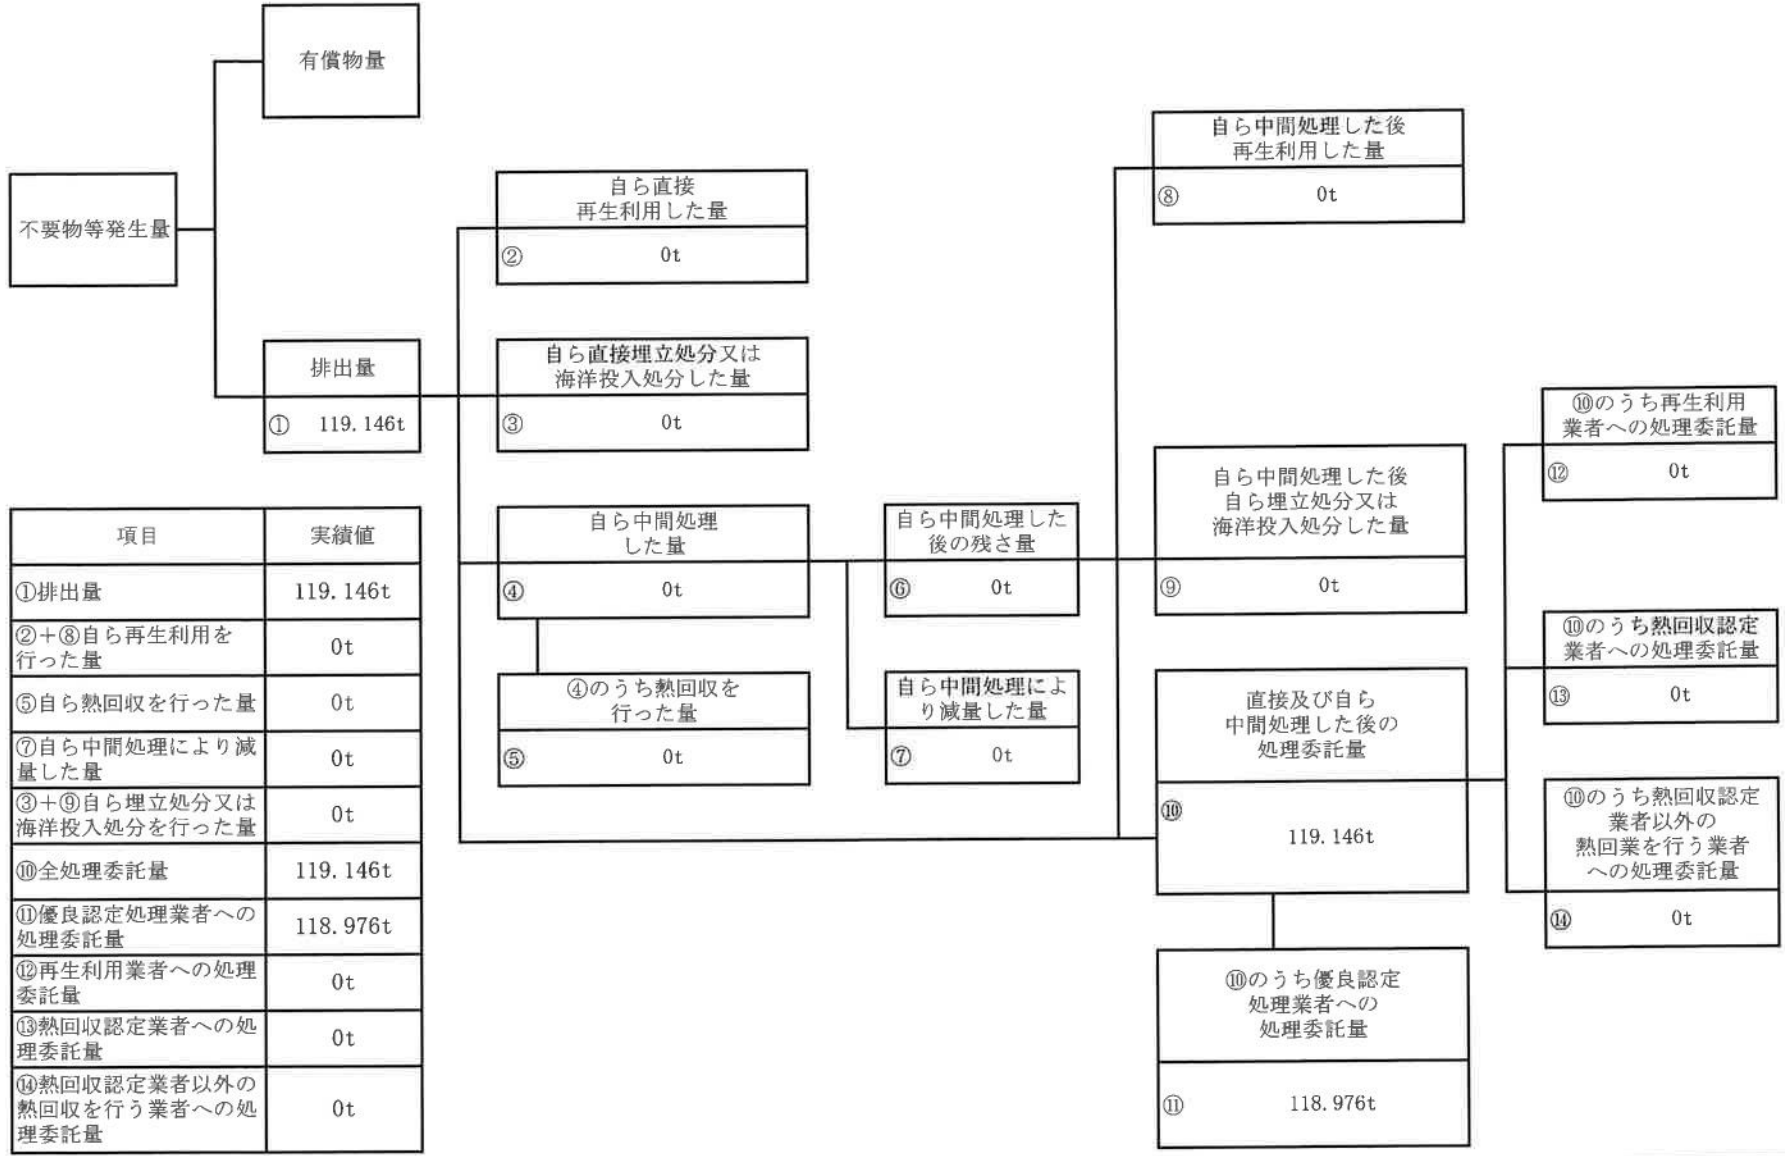 有償物量
不要物等発生量
排出量
① 119.146t
自ら直接
再生利用した量
② 0t
自ら直接埋立処分又は
海洋投入処分した量
③ 0t
自ら中間処理
した量
④ 0t
④のうち熱回収を
行った量
⑤ 0t
自ら中間処理した
後の残さ量
⑥ 0t
自ら中間処理によ
り減量した量
⑦ 0t
自ら中間処理した後
再生利用した量
⑧ 0t
自ら中間処理した後
自ら埋立処分又は
海洋投入処分した量
⑨ 0t
直接及び自ら
中間処理した後の
処理委託量
⑩
119.146t
⑩のうち優良認定
処理業者への
処理委託量
⑪ 118.976t
⑩のうち再生利用
業者への処理委託量
⑫ 0t
⑩のうち熱回収認定
業者への処理委託量
⑬ 0t
⑩のうち熱回収認定
業者以外の
熱回業を行う業者
への処理委託量
⑭ 0t
項目 実績値
①排出量 119.146t
②＋⑧自ら再生利用を
行った量 0t
⑤自ら熱回収を行った量 0t
⑦自ら中間処理により減
量した量 0t
③＋⑨自ら埋立処分又は
海洋投入処分を行った量 0t
⑩全処理委託量 119.146t
⑪優良認定処理業者への
処理委託量 118.976t
⑫再生利用業者への処理
委託量 0t
⑬熱回収認定業者への処
理委託量 0t
⑭熱回収認定業者以外の
熱回収を行う業者への処
理委託量 0t